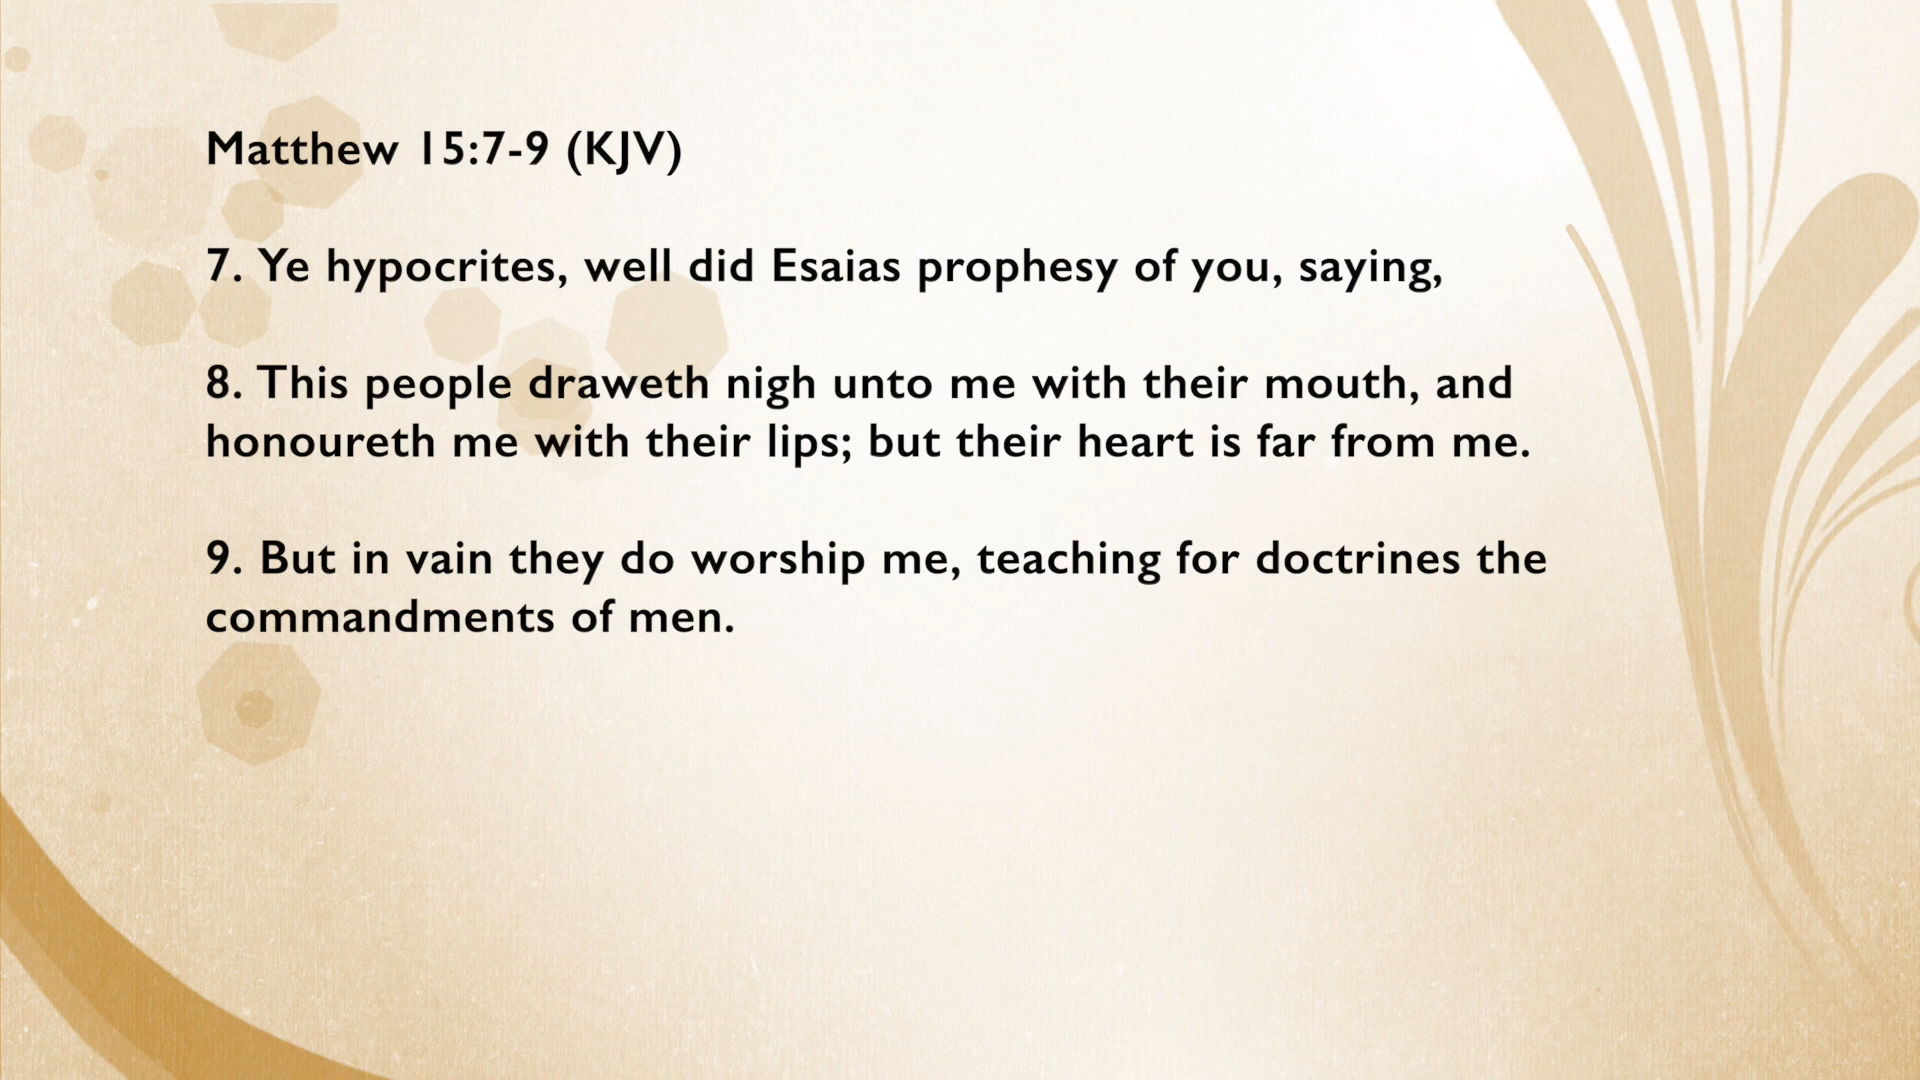 Matthew 15:7-9 (KJV)
7. Ye hypocrites, well did Esaias prophesy of you, saying,
8. This people draweth nigh unto me with their mouth, and
honoureth me with their lips; but their heart is far from me.
9. But in vain they do worship me, teaching for doctrines the
commandments of men.